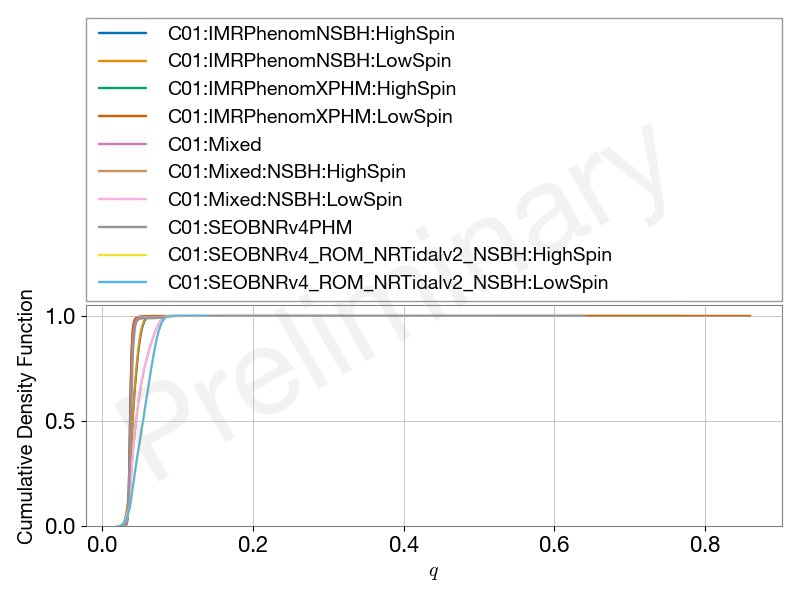 C01:IMRPhenomNSBH:HighSpin
C01:IMRPhenomNSBH:LowSpin
C01:IMRPhenomXPHM:HighSpin
C01:IMRPhenomXPHM:LowSpin
C01:Mixed
C01:Mixed:NSBH:HighSpin
C01:Mixed:NSBH:LowSpin
C01:SEOBNRv4PHM
C01:SEOBNRv4_ROM_NRTidalv2_NSBH:HighSpin
C01:SEOBNRv4_ROM_NRTidalv2_NSBH:LowSpin
Preliminary
Cumulative Density Function
1.0
0.5
0.0
0.0 0.2 0.4 0.6 0.8
q